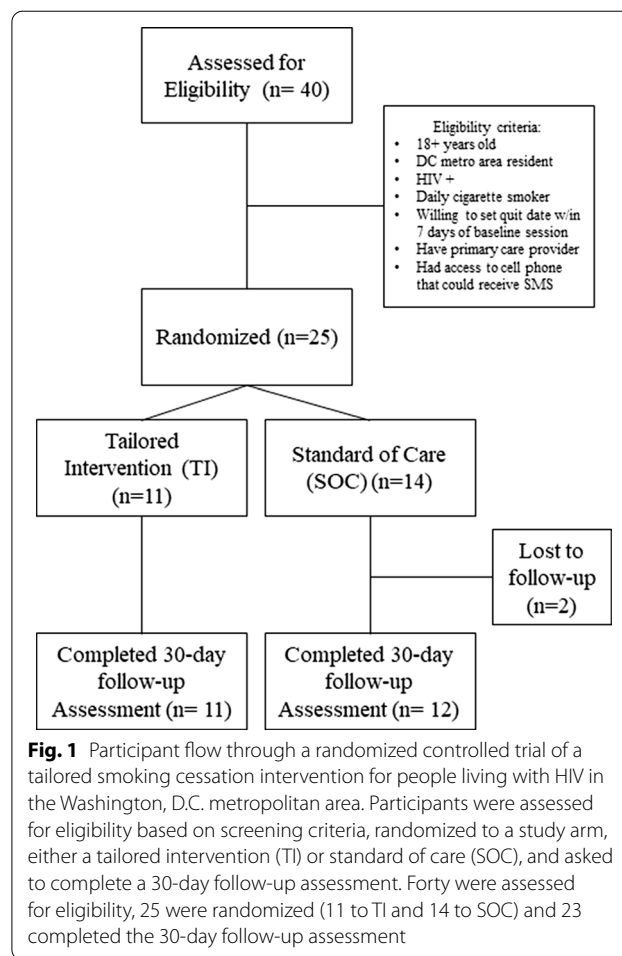 Assessed for
Eligibility (n= 40)
Eligibility criteria:
• 18+ years old
• DC metro area resident
• HIV +
• Daily cigarette smoker
• Willing to set quit date w/in
7 days of baseline session
• Have primary care provider
• Had access to cell phone
that could receive SMS
Randomized (n=25)
Tailored
Intervention (TI)
(n=11)
Standard of Care
(SOC) (n=14)
Lost to
follow-up
(n=2)
Completed 30-day
follow-up
Assessment (n= 11)
Completed 30-day
follow-up
Assessment (n= 12)
Fig. 1 Participant flow through a randomized controlled trial of a
tailored smoking cessation intervention for people living with HIV in
the Washington, D.C. metropolitan area. Participants were assessed
for eligibility based on screening criteria, randomized to a study arm,
either a tailored intervention (TI) or standard of care (SOC), and asked
to complete a 30-day follow-up assessment. Forty were assessed
for eligibility, 25 were randomized (11 to TI and 14 to SOC) and 23
completed the 30-day follow-up assessment